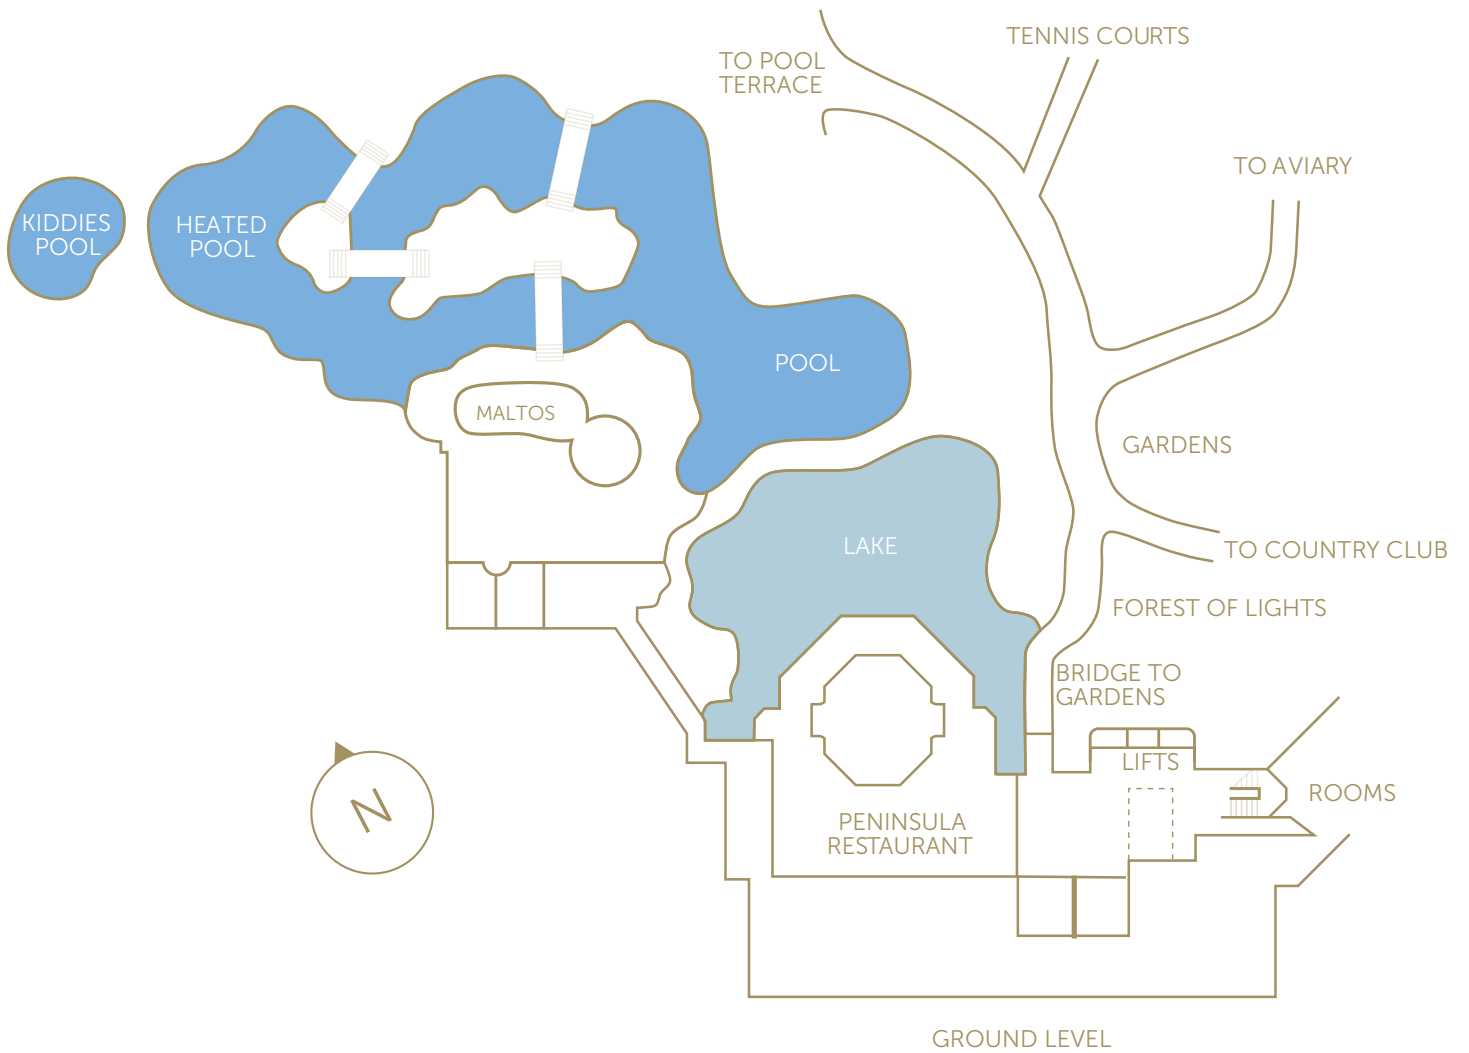 TENNIS COURTS
TO POOL
TERRACE
TO AVIARY
KIDDIES
POOL
HEATED
POOL
POOL
MALTOS
GARDENS
LAKE
TO COUNTRY CLUB
FOREST OF LIGHTS
BRIDGE TO
GARDENS
LIFTS
ROOMS
N
PENINSULA
RESTAURANT
GROUND LEVEL